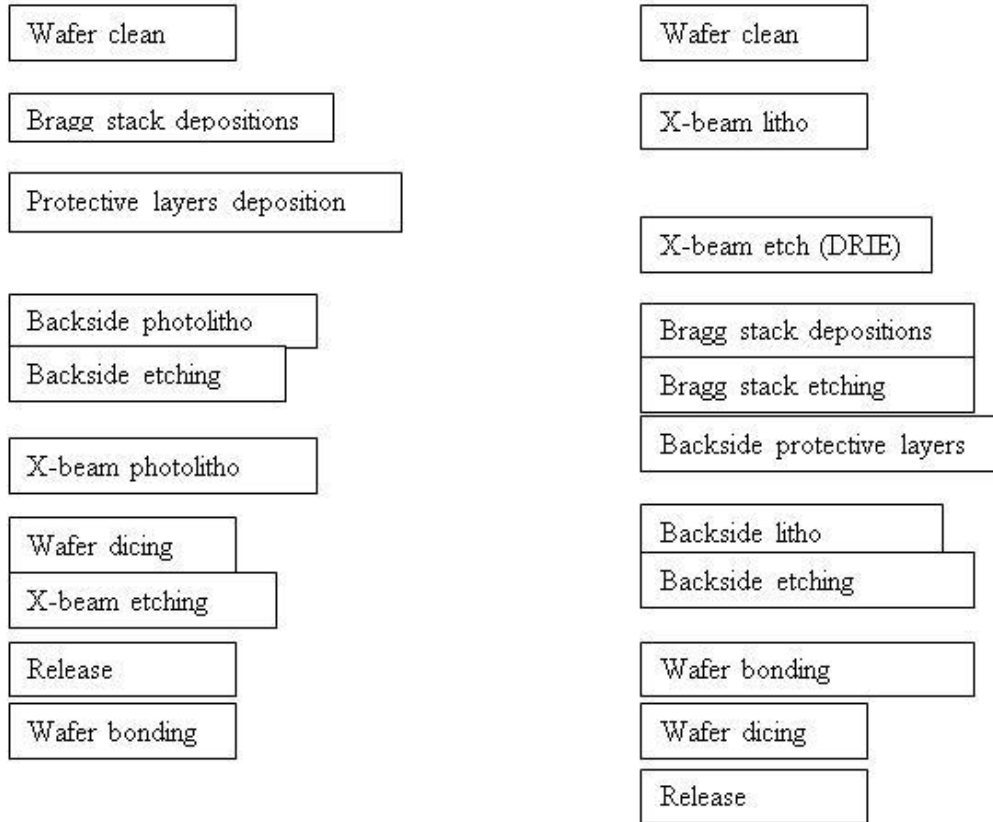 Wafer clean
Bragg stack depositions
Protective layers deposition
Backside photolitho
Backside etching
X-beam photolitho
Wafer dicing
X-beam etching
Release
Wafer bonding
Wafer clean
X-beam litho
X-beam etch (DRIE)
Bragg stack depositions
Bragg stack etching
Backside protective layers
Backside litho
Backside etching
Wafer bonding
Wafer dicing
Release